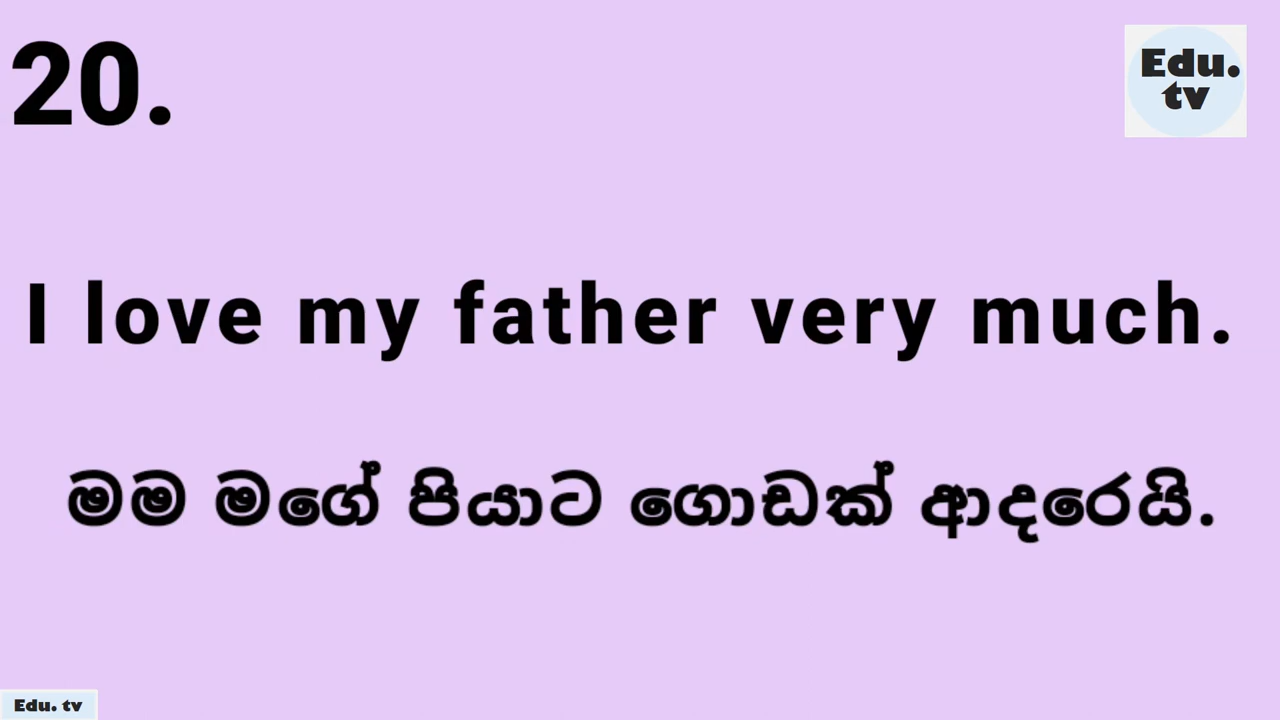 20.
Edu.
tv
I love my father very much.
මම මගේ පියාට ගොඩක් ආදරෙයි.
Edu. tv